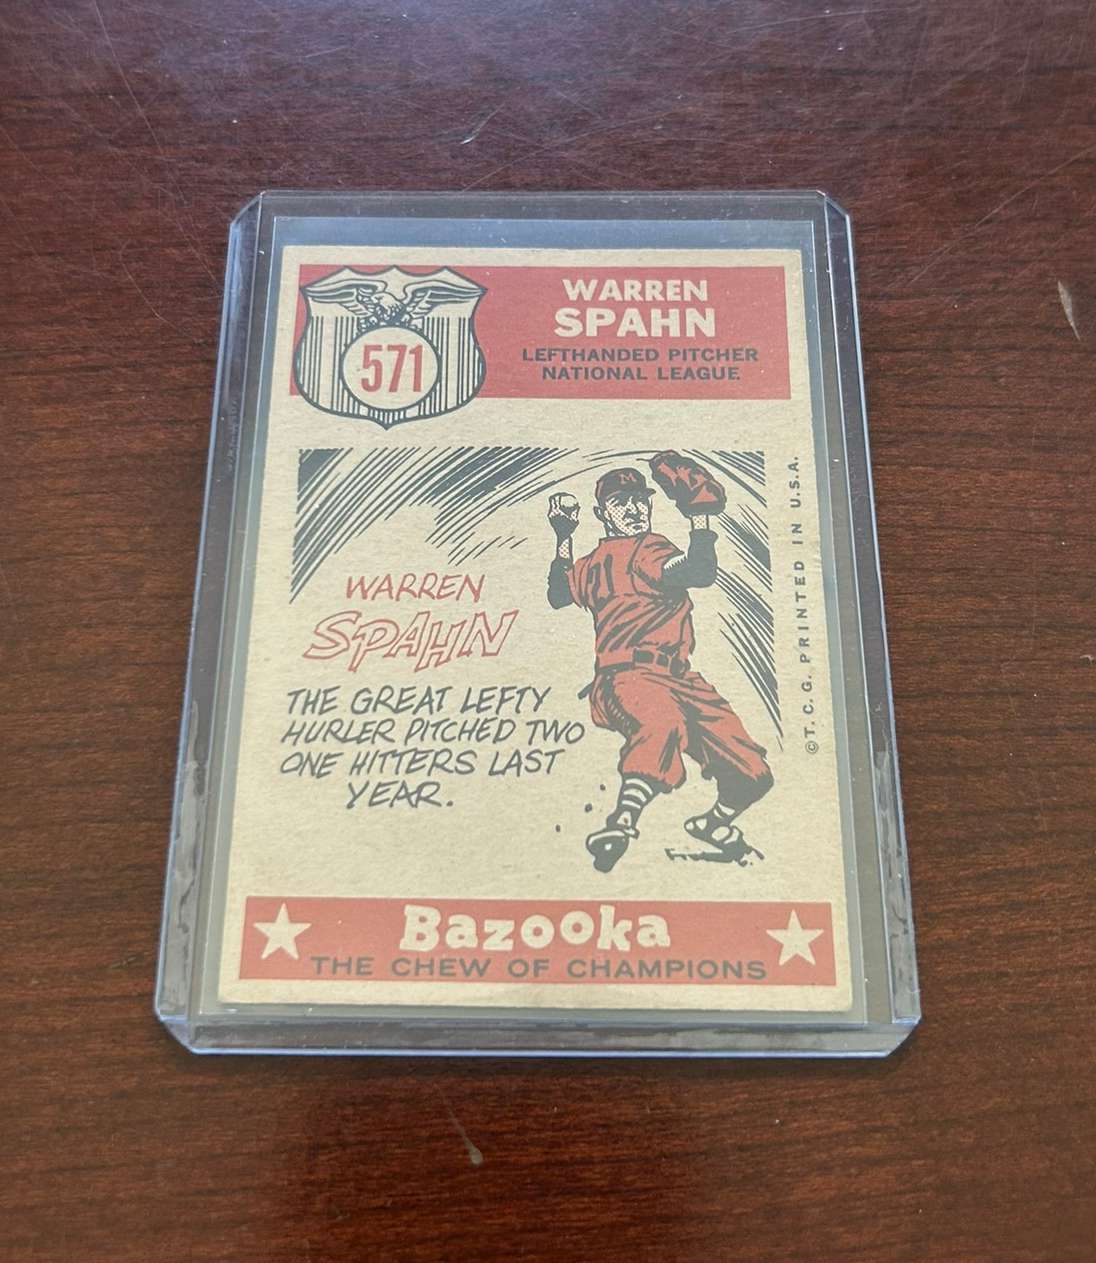 571
WARREN
SPAHN
LEFTHANDED PITCHER
NATIONAL LEAGUE
M
21
WARREN
SPAHN
THE GREAT LEFTY
HURLER PITCHED TWO
ONE HITTERS LAST
YEAR.
©T.C.G. PRINTED IN U.S.A.
Bazooka
THE CHEW OF CHAMPIONS